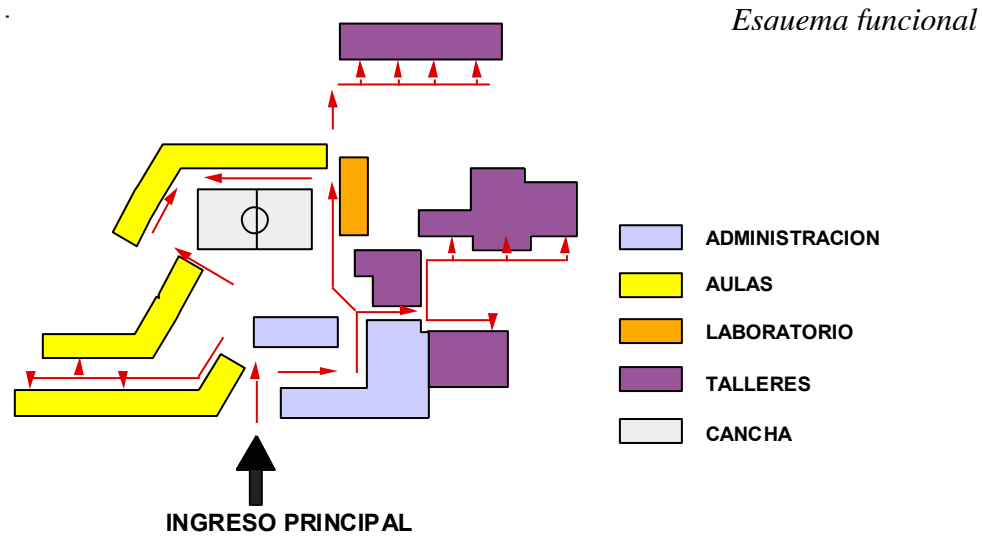 Esauema funcional
ADMINISTRACION
AULAS
LABORATORIO
TALLERES
CANCHA
INGRESO PRINCIPAL